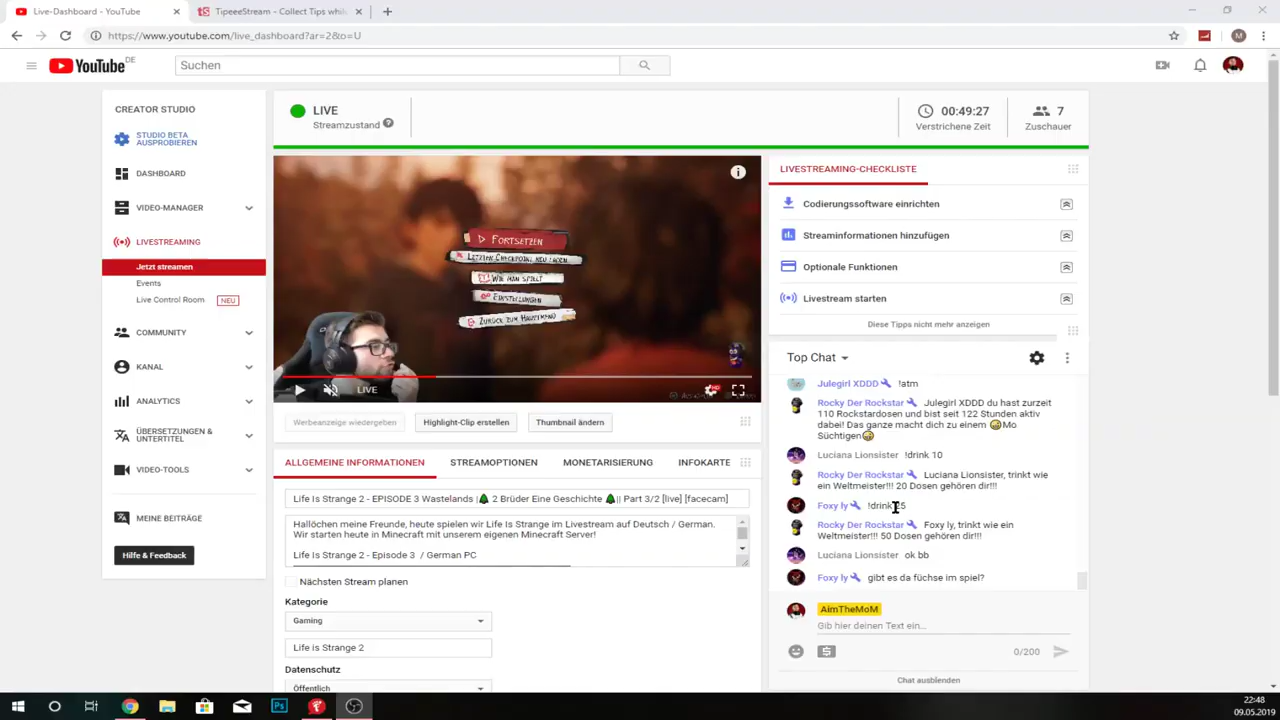 Live-Dashboard - YouTube
TipeeeStream - Collect Tips while
https://www.youtube.com/live_dashboard?ar=2&o=U
YouTube DE
Suchen
CREATOR STUDIO
STUDIO BETA
AUSPROBIEREN
DASHBOARD
VIDEO-MANAGER
LIVESTREAMING
Jetzt streamen
Events
Live Control Room NEU
COMMUNITY
KANAL
ANALYTICS
ÜBERSETZUNGEN &
UNTERTITEL
VIDEO-TOOLS
MEINE BEITRÄGE
Hilfe & Feedback
LIVE
Streamzustand
00:49:27
Verstrichene Zeit
7
Zuschauer
FORTSETZEN
LETZTEN CHECKPOINT NEU LADEN
WIE MAN SPIELT
EINSTELLUNGEN
ZURÜCK ZUM HAUPTMENÜ
LIVE
HD
Werbeanzeige wiedergeben
Highlight-Clip erstellen
Thumbnail ändern
ALLGEMEINE INFORMATIONEN
STREAMOPTIONEN
MONETARISIERUNG
INFOKARTE
Life Is Strange 2 - EPISODE 3 Wastelands |🌲 2 Brüder Eine Geschichte 🌲|| Part 3/2 [live] [facecam]
Hallöchen meine Freunde, heute spielen wir Life Is Strange im Livestream auf Deutsch / German.
Wir starten heute in Minecraft mit unserem eigenen Minecraft Server!
Life Is Strange 2 - Episode 3 / German PC
Nächsten Stream planen
Kategorie
Gaming
Life is Strange 2
Datenschutz
Öffentlich
LIVESTREAMING-CHECKLISTE
Codierungssoftware einrichten
Streaminformationen hinzufügen
Optionale Funktionen
Livestream starten
Diese Tipps nicht mehr anzeigen
Top Chat
Julegirl XDDD !atm
Rocky Der Rockstar Julegirl XDDD du hast zurzeit
110 Rockstardosen und bist seit 122 Stunden aktiv
dabei! Das ganze macht dich zu einem 😜Mo
Süchtigen😜
Luciana Lionsister !drink 10
Rocky Der Rockstar Luciana Lionsister, trinkt wie
ein Weltmeister!!! 20 Dosen gehören dir!!!
Foxy ly !drink 25
Rocky Der Rockstar Foxy ly, trinkt wie ein
Weltmeister!!! 50 Dosen gehören dir!!!
Luciana Lionsister ok bb
Foxy ly gibt es da füchse im spiel?
AimTheMoM
Gib hier deinen Text ein...
0/200
Chat ausblenden
22:48
09.05.2019